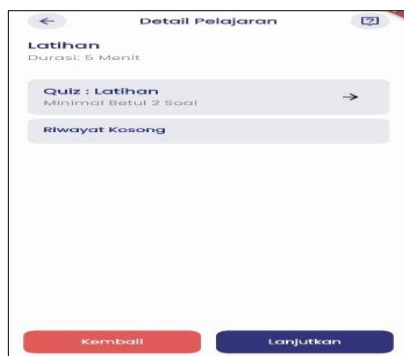 Detail Pelajaran
Latihan
Durasi: 5 Menit
Quiz : Latihan
Minimal Betul 2 Soal
Riwayat Kosong
Kembali
Lanjutkan